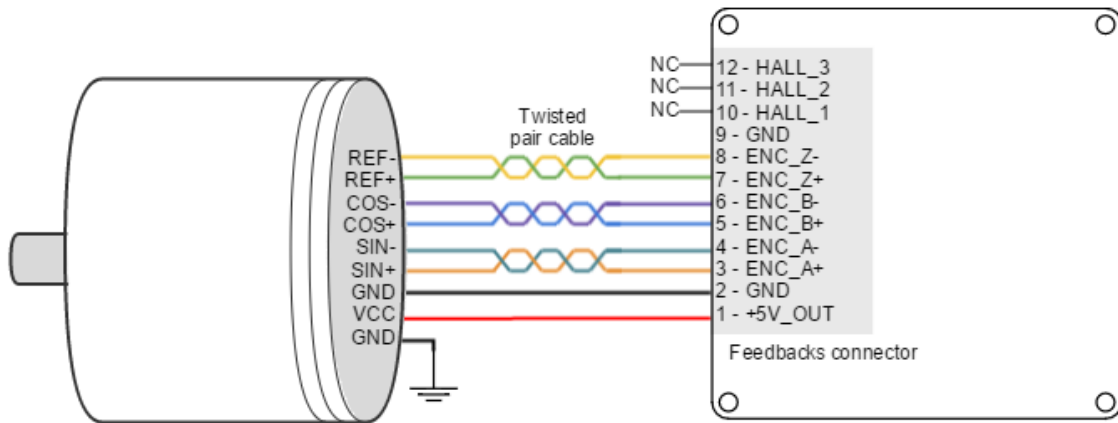 NC
12 - HALL_3
NC
11 - HALL_2
NC
10 - HALL_1
9 - GND
Twisted
pair cable
REF-
8 - ENC_Z-
REF+
7 - ENC_Z+
COS-
6 - ENC_B-
COS+
5 - ENC_B+
SIN-
4 - ENC_A-
SIN+
3 - ENC_A+
GND
2 - GND
VCC
1 - +5V_OUT
GND
Feedbacks connector